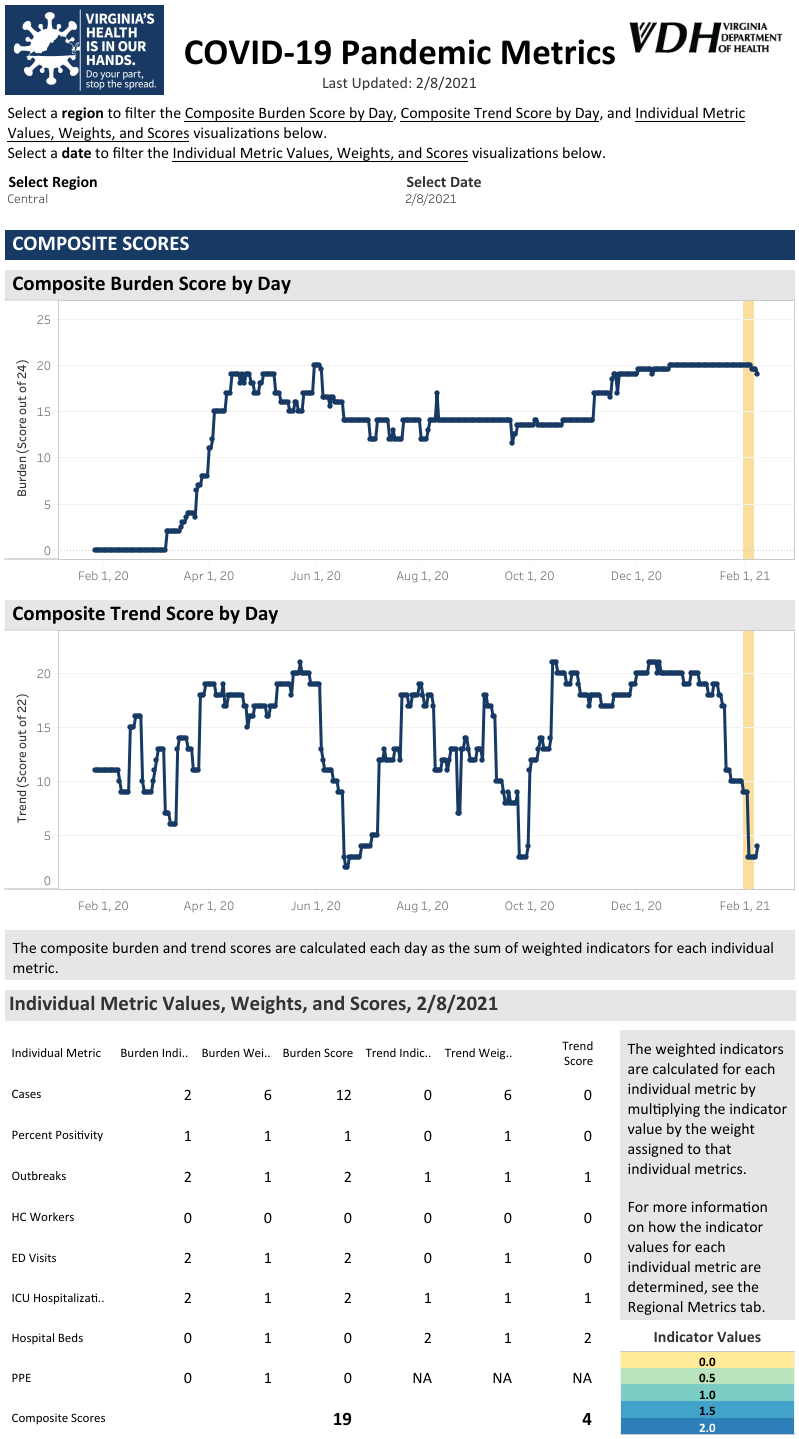 VIRGINIA'S
HEALTH
IS IN OUR
HANDS.
Do your part,
stop the spread.
COVID-19 Pandemic Metrics
Last Updated: 2/8/2021
VDH VIRGINIA
DEPARTMENT
OF HEALTH
Select a region to filter the Composite Burden Score by Day, Composite Trend Score by Day, and Individual Metric
Values, Weights, and Scores visualizations below.
Select a date to filter the Individual Metric Values, Weights, and Scores visualizations below.
Select Region Select Date
Central 2/8/2021
COMPOSITE SCORES
Composite Burden Score by Day
Burden (Score out of 24)
25
20
15
10
5
0
Feb 1, 20 Apr 1, 20 Jun 1, 20 Aug 1, 20 Oct 1, 20 Dec 1, 20 Feb 1, 21
Composite Trend Score by Day
Trend (Score out of 22)
20
15
10
5
0
Feb 1, 20 Apr 1, 20 Jun 1, 20 Aug 1, 20 Oct 1, 20 Dec 1, 20 Feb 1, 21
The composite burden and trend scores are calculated each day as the sum of weighted indicators for each individual
metric.
Individual Metric Values, Weights, and Scores, 2/8/2021
Individual Metric Burden Indi.. Burden Wei.. Burden Score Trend Indic.. Trend Weig.. Trend
Score
Cases 2 6 12 0 6 0
Percent Positivity 1 1 1 0 1 0
Outbreaks 2 1 2 1 1 1
HC Workers 0 0 0 0 0 0
ED Visits 2 1 2 0 1 0
ICU Hospitalizati.. 2 1 2 1 1 1
Hospital Beds 0 1 0 2 1 2
PPE 0 1 0 NA NA NA
Composite Scores 19 4
The weighted indicators
are calculated for each
individual metric by
multiplying the indicator
value by the weight
assigned to that
individual metrics.
For more information
on how the indicator
values for each
individual metric are
determined, see the
Regional Metrics tab.
Indicator Values
0.0
0.5
1.0
1.5
2.0